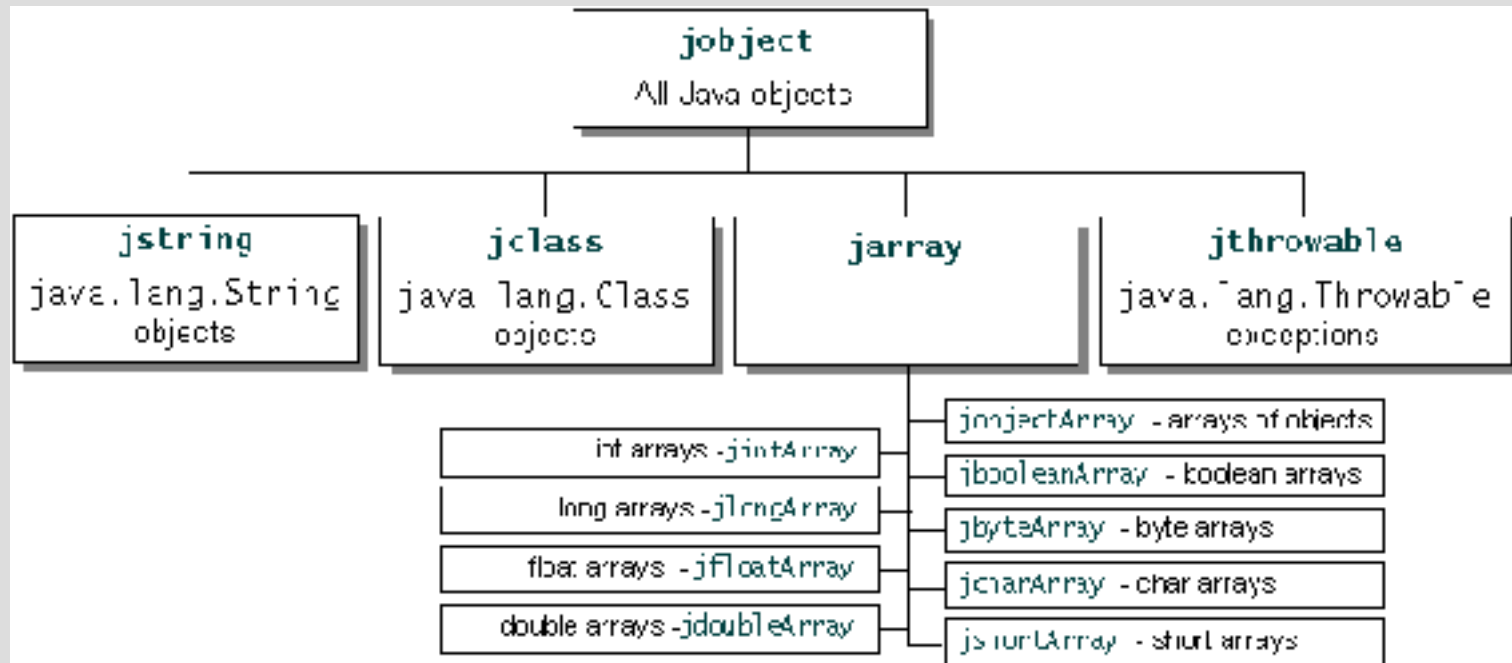 jobject
All Java objects
jstring
java.lang.String
objects
jclass
java lang.Class
objects
jarray
jthrowable
java.lang.Throwable
exceptions
int arrays -jintArray
long arrays -jlongArray
float arrays -jfloatArray
double arrays -jdoubleArray
jobjectArray - arrays of objects
jbooleanArray - boolean arrays
jbyteArray - byte arrays
jcharArray - char arrays
jshortArray - short arrays